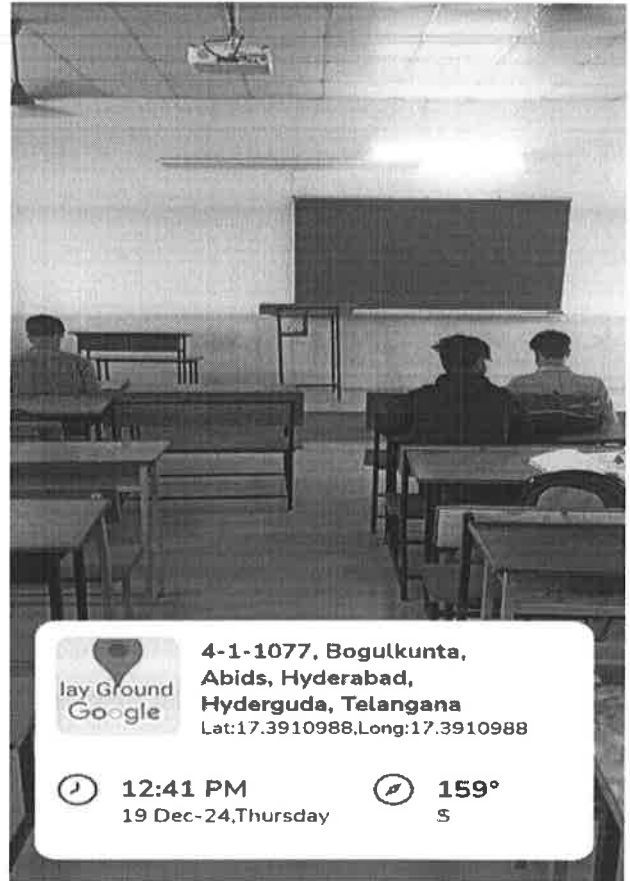 4-1-1077, Bogulkunta,
Abids, Hyderabad,
Hyderguda, Telangana
Lat:17.3910988,Long:17.3910988
lay Ground
Google
12:41 PM
19 Dec-24,Thursday
159°
S